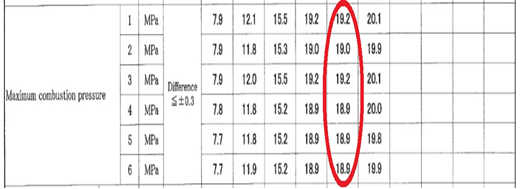 1 MPa 7.9 12.1 15.5 19.2 19.2 20.1
2 MPa 7.9 11.8 15.3 19.0 19.0 19.9
3 MPa 7.9 12.0 15.5 19.2 19.2 20.1
Maximum combustion pressure Difference ≦±0.3
4 MPa 7.8 11.8 15.2 18.9 18.9 20.0
5 MPa 7.7 11.8 15.2 18.9 18.9 19.8
6 MPa 7.7 11.9 15.2 18.9 18.9 19.9